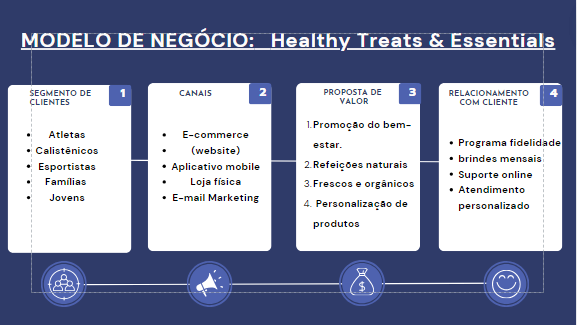 MODELO DE NEGÓCIO: Healthy Treats & Essentials
SEGMENTO DE
CLIENTES
1
• Atletas
• Calistênicos
• Esportistas
• Famílias
• Jovens
CANAIS
2
• E-commerce
• (website)
• Aplicativo mobile
• Loja física
• E-mail Marketing
PROPOSTA DE
VALOR
3
1. Promoção do bem-
estar.
2. Refeições naturais
3. Frescos e orgânicos
4. Personalização de
produtos
RELACIONAMENTO
COM CLIENTE
4
• Programa fidelidade
• brindes mensais
• Suporte online
• Atendimento
personalizado
$